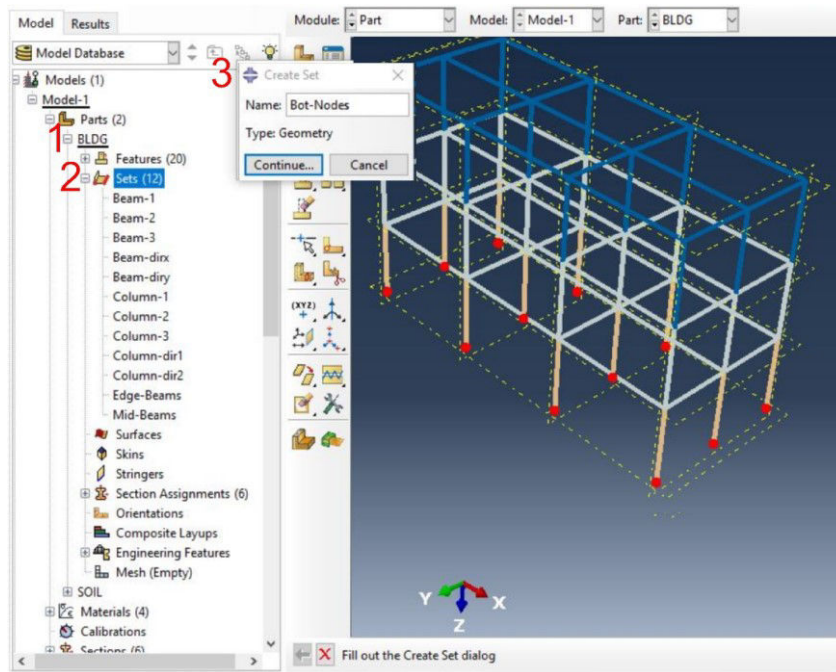 Model Results
Module: Part Model: Model-1 Part: BLDG
Model Database
3
Create Set
Name: Bot-Nodes
Type: Geometry
Continue... Cancel
Models (1)
Model-1
Parts (2)
1
BLDG
Features (20)
2
Sets (12)
Beam-1
Beam-2
Beam-3
Beam-dirx
Beam-diry
Column-1
Column-2
Column-3
Column-dir1
Column-dir2
Edge-Beams
Mid-Beams
Surfaces
Skins
Stringers
Section Assignments (6)
Orientations
Composite Layups
Engineering Features
Mesh (Empty)
SOIL
Materials (4)
Calibrations
Sections (6)
(XYZ)
Y X
Z
Fill out the Create Set dialog